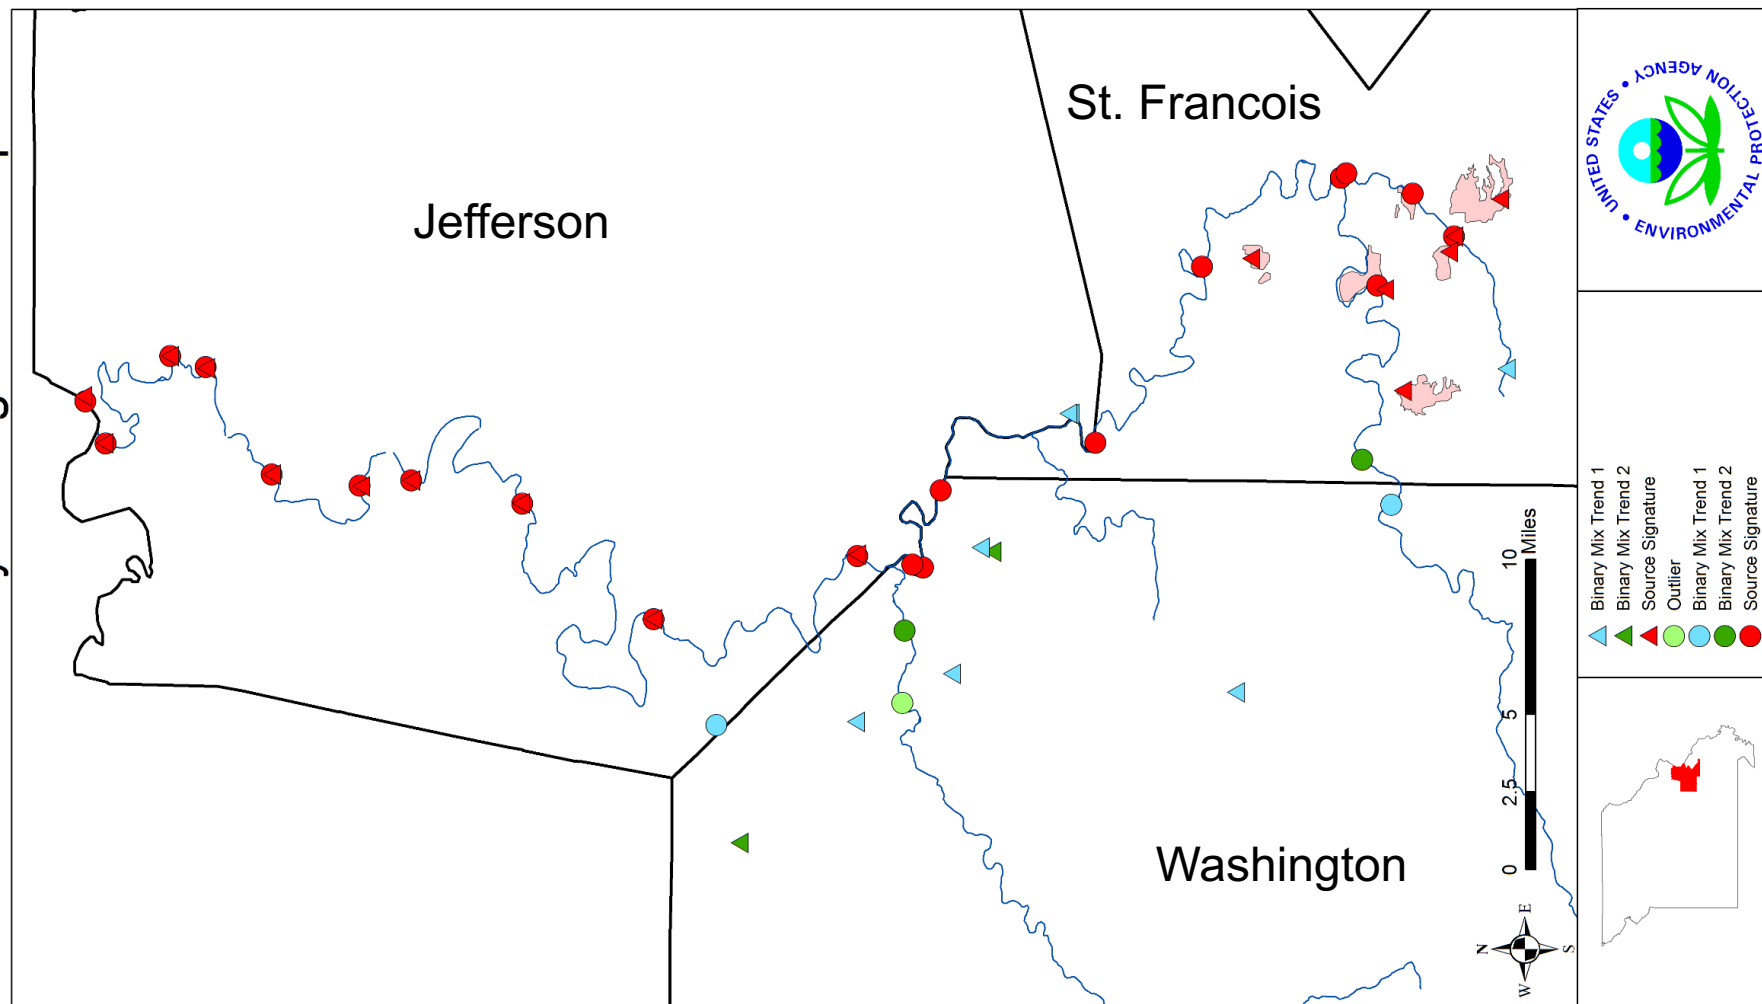 Jefferson
St. Francois
Washington
UNITED STATES • ENVIRONMENTAL PROTECTION AGENCY •
Binary Mix Trend 1
Binary Mix Trend 2
Source Signature
Outlier
Binary Mix Trend 1
Binary Mix Trend 2
Source Signature
0 2.5 5 10
Miles
N
E
S
W